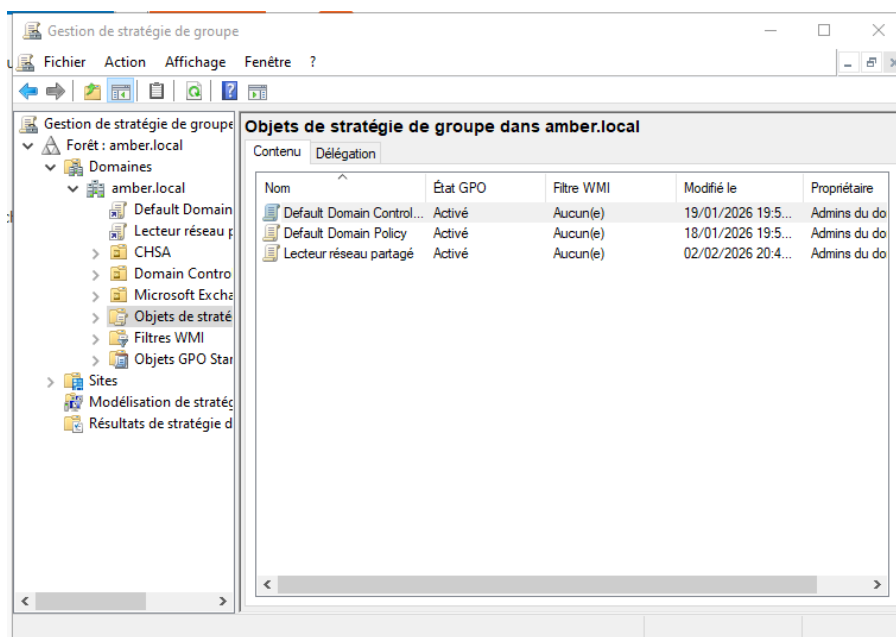 Gestion de stratégie de groupe
Fichier Action Affichage Fenêtre ?
Gestion de stratégie de groupe
Forêt : amber.local
Domaines
amber.local
Default Domain
Lecteur réseau p
CHSA
Domain Contro
Microsoft Excha
Objets de straté
Filtres WMI
Objets GPO Star
Sites
Modélisation de stratég
Résultats de stratégie d
Objets de stratégie de groupe dans amber.local
Contenu Délégation
Nom État GPO Filtre WMI Modifié le Propriétaire
Default Domain Control... Activé Aucun(e) 19/01/2026 19:5... Admins du do
Default Domain Policy Activé Aucun(e) 18/01/2026 19:5... Admins du do
Lecteur réseau partagé Activé Aucun(e) 02/02/2026 20:4... Admins du do